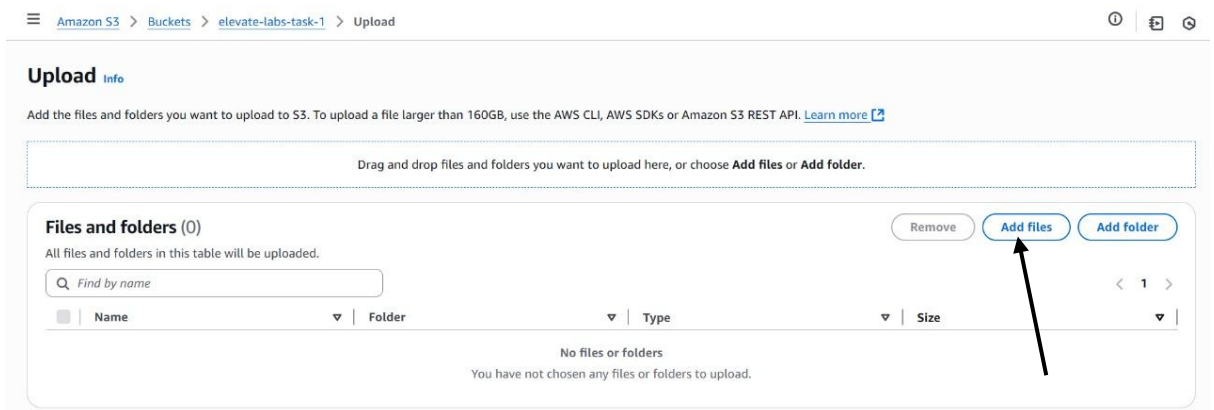 Amazon S3 > Buckets > elevate-labs-task-1 > Upload
Upload Info
Add the files and folders you want to upload to S3. To upload a file larger than 160GB, use the AWS CLI, AWS SDKs or Amazon S3 REST API. Learn more
Drag and drop files and folders you want to upload here, or choose Add files or Add folder.
Files and folders (0)
Remove Add files Add folder
All files and folders in this table will be uploaded.
Find by name
< 1 >
Name Folder Type Size
No files or folders
You have not chosen any files or folders to upload.